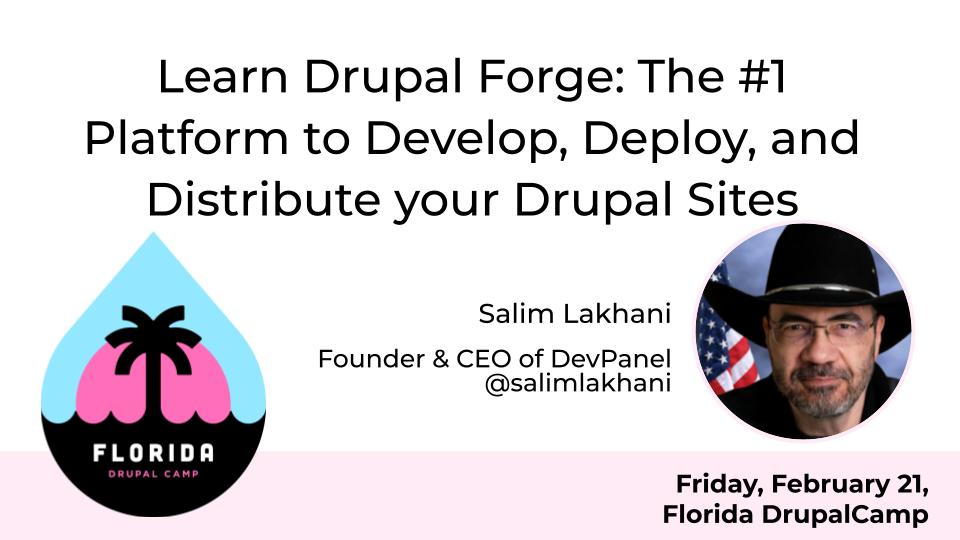 Learn Drupal Forge: The #1
Platform to Develop, Deploy, and
Distribute your Drupal Sites
Salim Lakhani
Founder & CEO of DevPanel
@salimlakhani
FLORIDA
DRUPAL CAMP
Friday, February 21,
Florida DrupalCamp